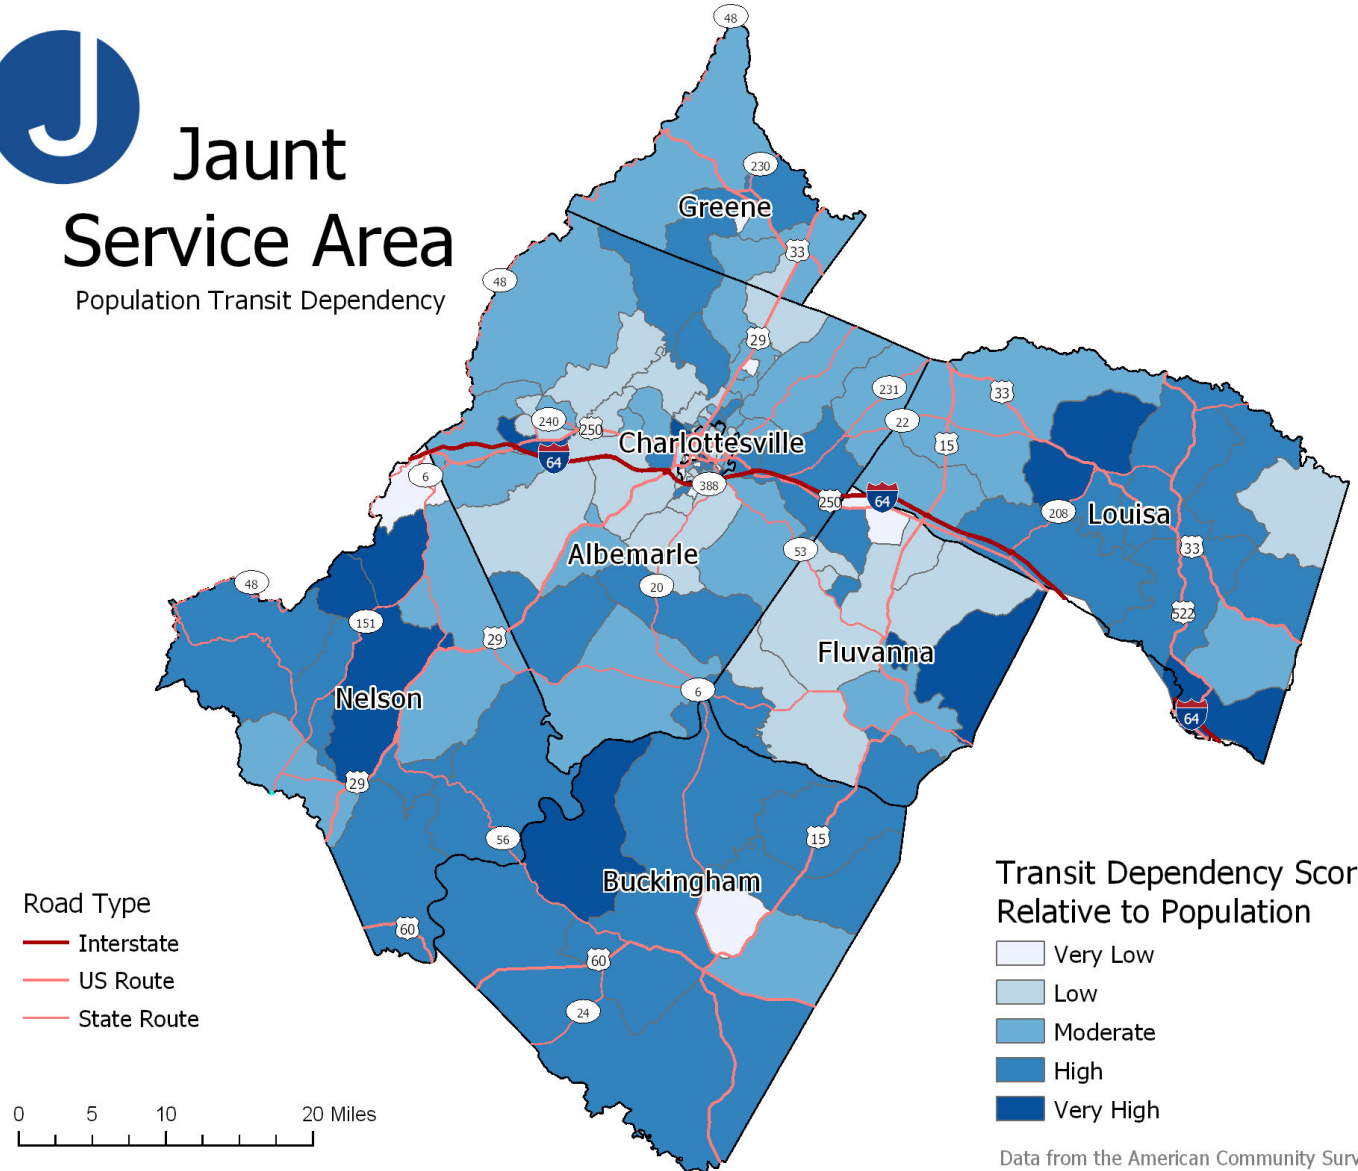 J
Jaunt
Service Area
Population Transit Dependency
48
230
Greene
33
48
29
231
33
240
250
22
Charlottesville
15
64
6
388
250
64
208
Louisa
53
Albemarle
33
48
20
151
522
29
Fluvanna
6
Nelson
64
29
56
15
Buckingham
60
60
24
Road Type
Interstate
US Route
State Route
0 5 10 20 Miles
Transit Dependency Scor
Relative to Population
Very Low
Low
Moderate
High
Very High
Data from the American Community Surv